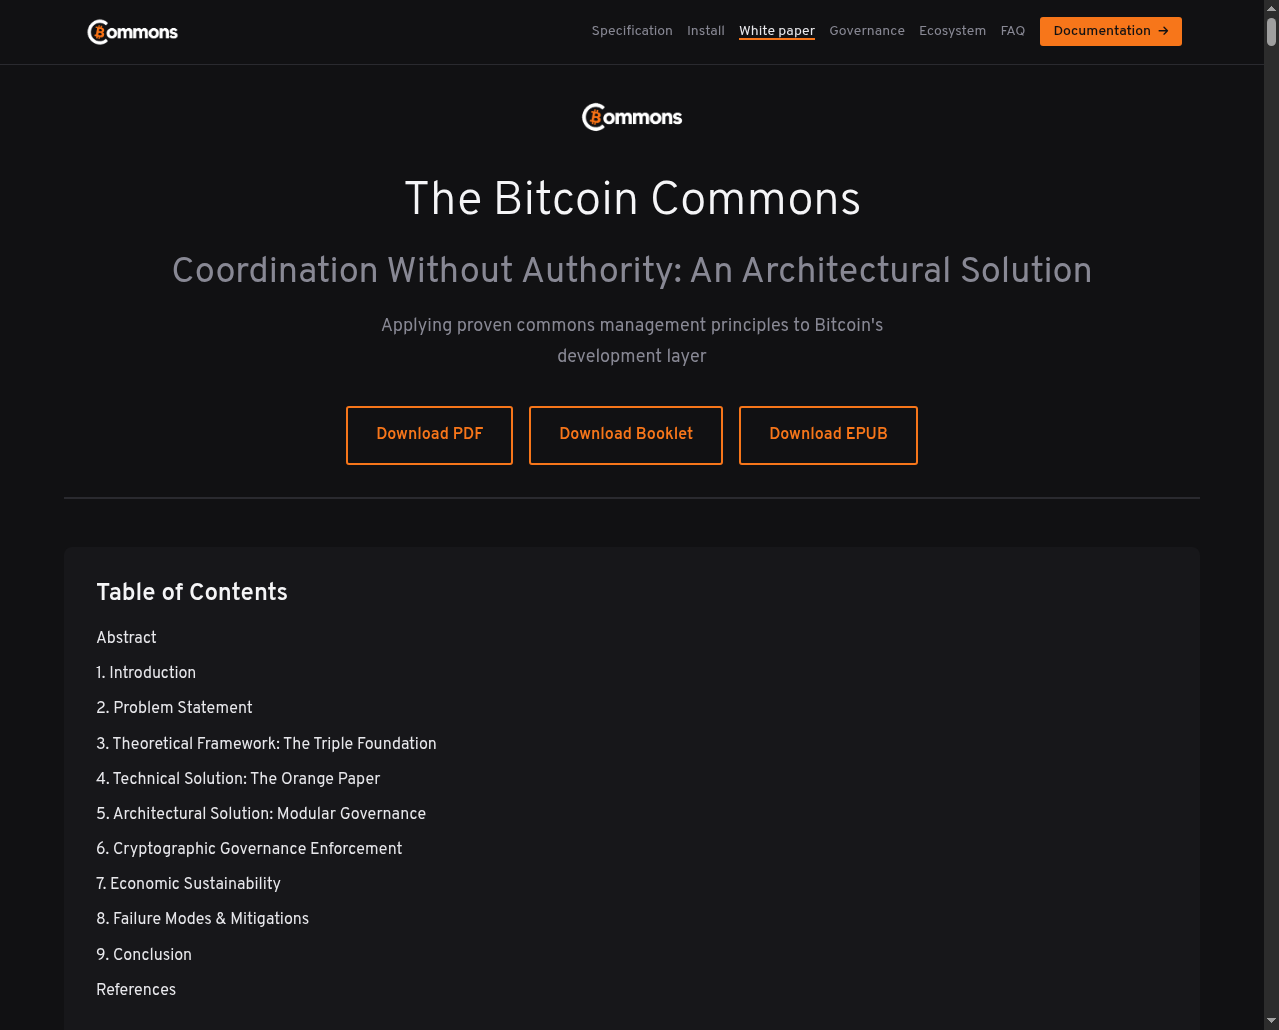 Commons
Specification Install White paper Governance Ecosystem FAQ Documentation →
Commons
The Bitcoin Commons
Coordination Without Authority: An Architectural Solution
Applying proven commons management principles to Bitcoin's
development layer
Download PDF Download Booklet Download EPUB
Table of Contents
Abstract
1. Introduction
2. Problem Statement
3. Theoretical Framework: The Triple Foundation
4. Technical Solution: The Orange Paper
5. Architectural Solution: Modular Governance
6. Cryptographic Governance Enforcement
7. Economic Sustainability
8. Failure Modes & Mitigations
9. Conclusion
References